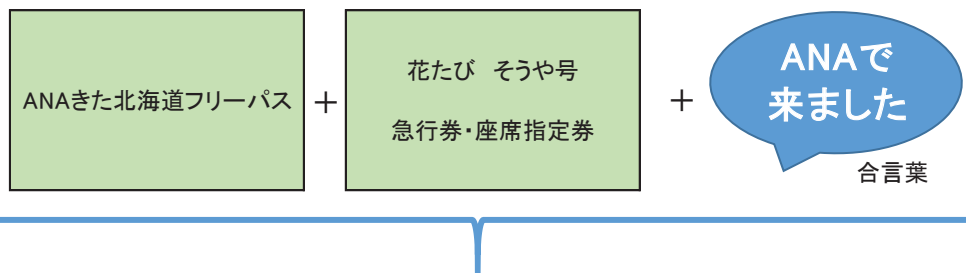 ANAきた北海道フリーパス
＋
花たび　そうや号
急行券・座席指定券
＋
ANAで
来ました
合言葉